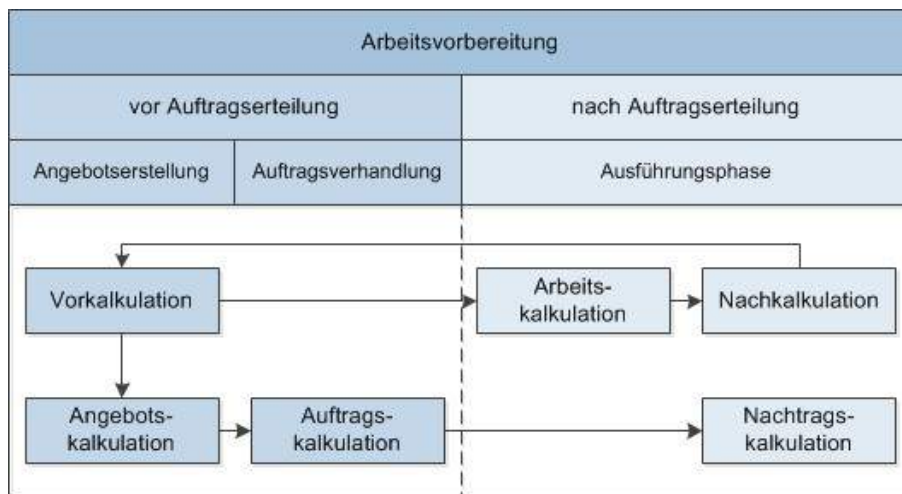 Arbeitsvorbereitung
vor Auftragserteilung
nach Auftragserteilung
Angebotserstellung
Auftragsverhandlung
Ausführungsphase
Vorkalkulation
Arbeits-
kalkulation
Nachkalkulation
Angebots-
kalkulation
Auftrags-
kalkulation
Nachtrags-
kalkulation